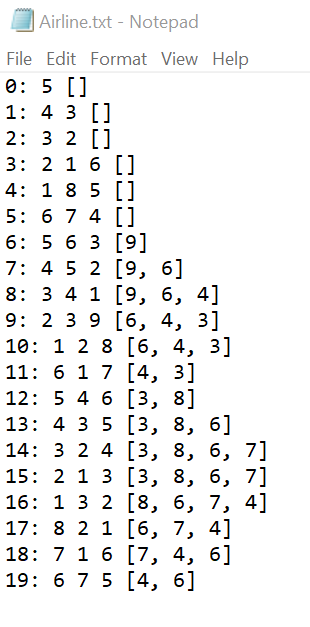 Airline.txt - Notepad
File Edit Format View Help
0: 5 []
1: 4 3 []
2: 3 2 []
3: 2 1 6 []
4: 1 8 5 []
5: 6 7 4 []
6: 5 6 3 [9]
7: 4 5 2 [9, 6]
8: 3 4 1 [9, 6, 4]
9: 2 3 9 [6, 4, 3]
10: 1 2 8 [6, 4, 3]
11: 6 1 7 [4, 3]
12: 5 4 6 [3, 8]
13: 4 3 5 [3, 8, 6]
14: 3 2 4 [3, 8, 6, 7]
15: 2 1 3 [3, 8, 6, 7]
16: 1 3 2 [8, 6, 7, 4]
17: 8 2 1 [6, 7, 4]
18: 7 1 6 [7, 4, 6]
19: 6 7 5 [4, 6]